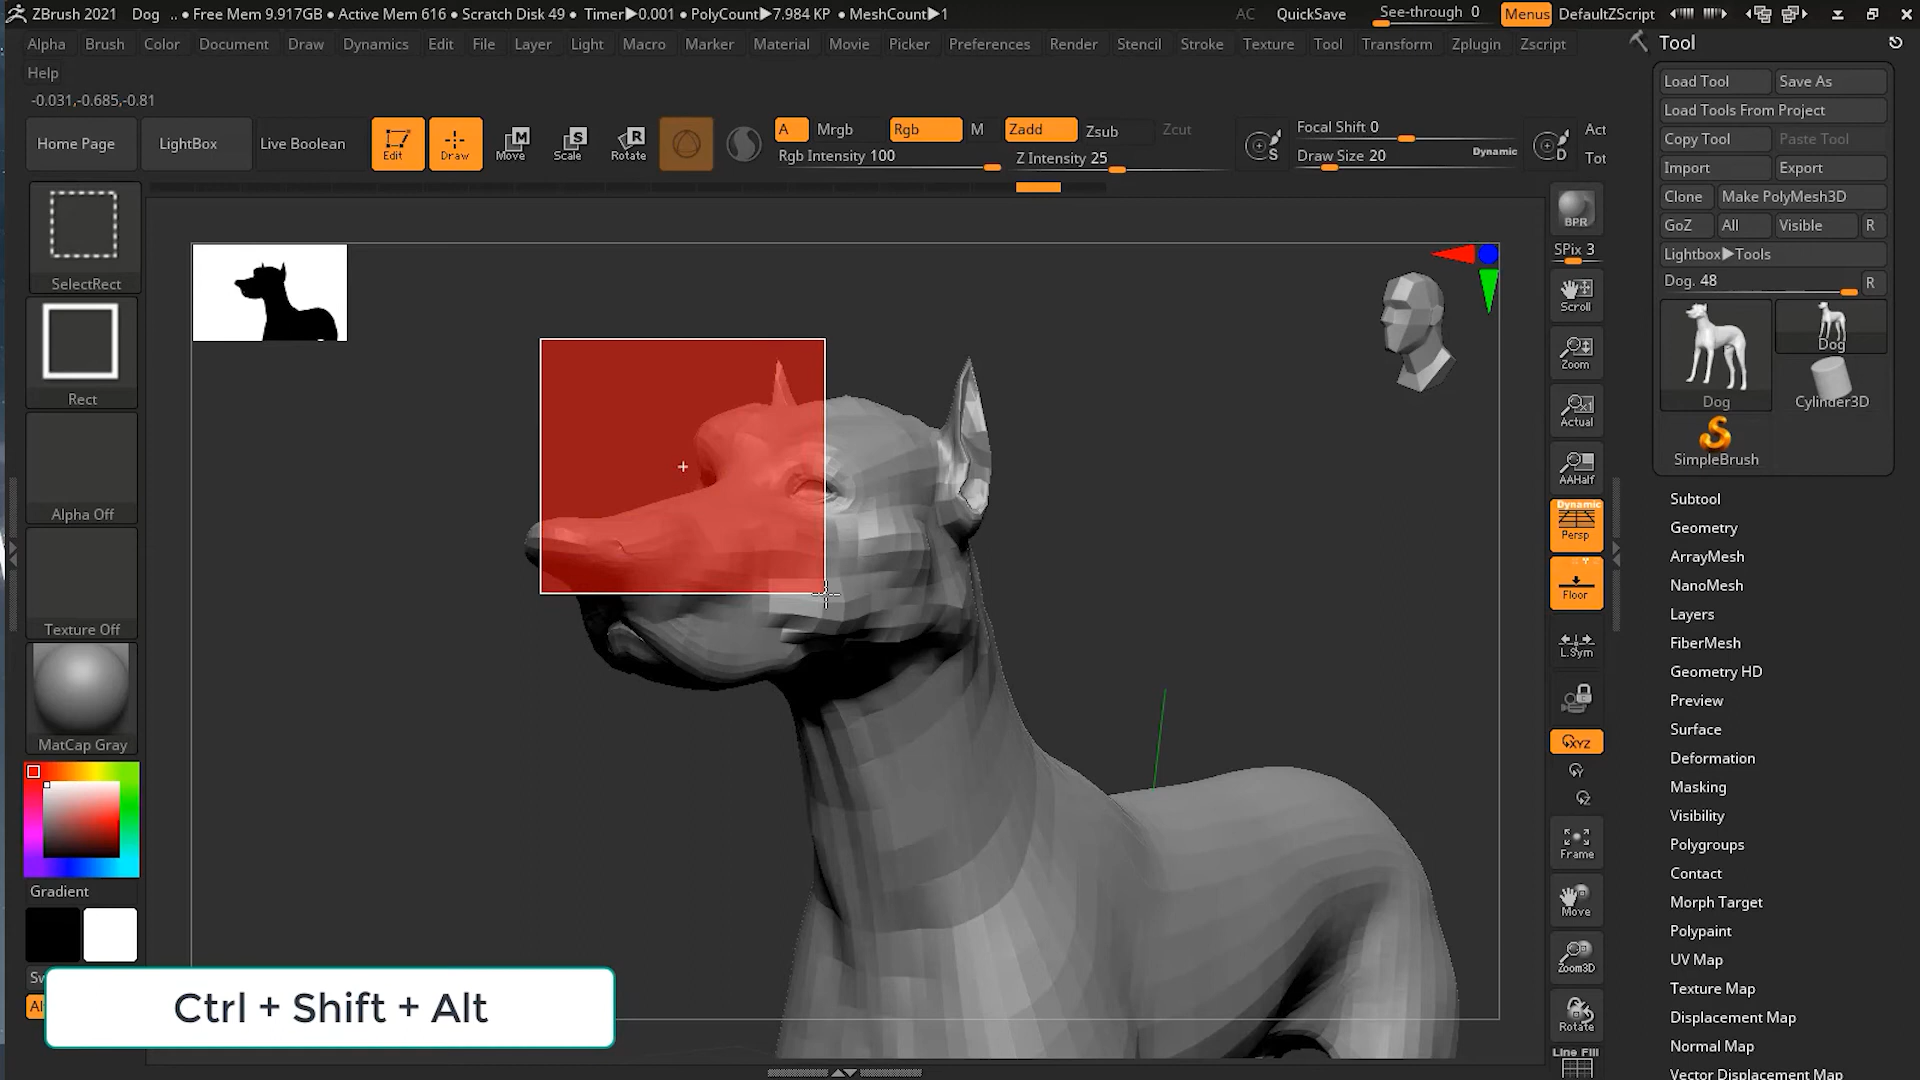 ZBrush 2021 Dog .. • Free Mem 9.917GB • Active Mem 616 • Scratch Disk 49 • Timer▶0.001 • PolyCount▶7.984 KP • MeshCount▶1 AC QuickSave See-through 0 Menus DefaultZScript
Alpha Brush Color Document Draw Dynamics Edit File Layer Light Macro Marker Material Movie Picker Preferences Render Stencil Stroke Texture Tool Transform Zplugin Zscript
Help
-0.031,-0.685,-0.81
Home Page LightBox Live Boolean Edit Draw Move Scale Rotate
M S R
A Mrgb Rgb M Zadd Zsub Zcut
Rgb Intensity 100 Z Intensity 25
S Focal Shift 0
Draw Size 20 Dynamic
D Act
Tot
SelectRect
Rect
Alpha Off
Texture Off
MatCap Gray
Gradient
Sv
Al
Ctrl + Shift + Alt
BPR
SPix 3
Scroll
Zoom
x1
Actual
AAHalf
Dynamic
Persp
Y
Floor
L.Sym
XYZ
Y
Z
Frame
Move
Zoom3D
Rotate
Line Fill
Tool
Load Tool Save As
Load Tools From Project
Copy Tool Paste Tool
Import Export
Clone Make PolyMesh3D
GoZ All Visible R
Lightbox▶Tools
Dog. 48 R
Dog
Dog Cylinder3D
SimpleBrush
Subtool
Geometry
ArrayMesh
NanoMesh
Layers
FiberMesh
Geometry HD
Preview
Surface
Deformation
Masking
Visibility
Polygroups
Contact
Morph Target
Polypaint
UV Map
Texture Map
Displacement Map
Normal Map
Vector Displacement Map